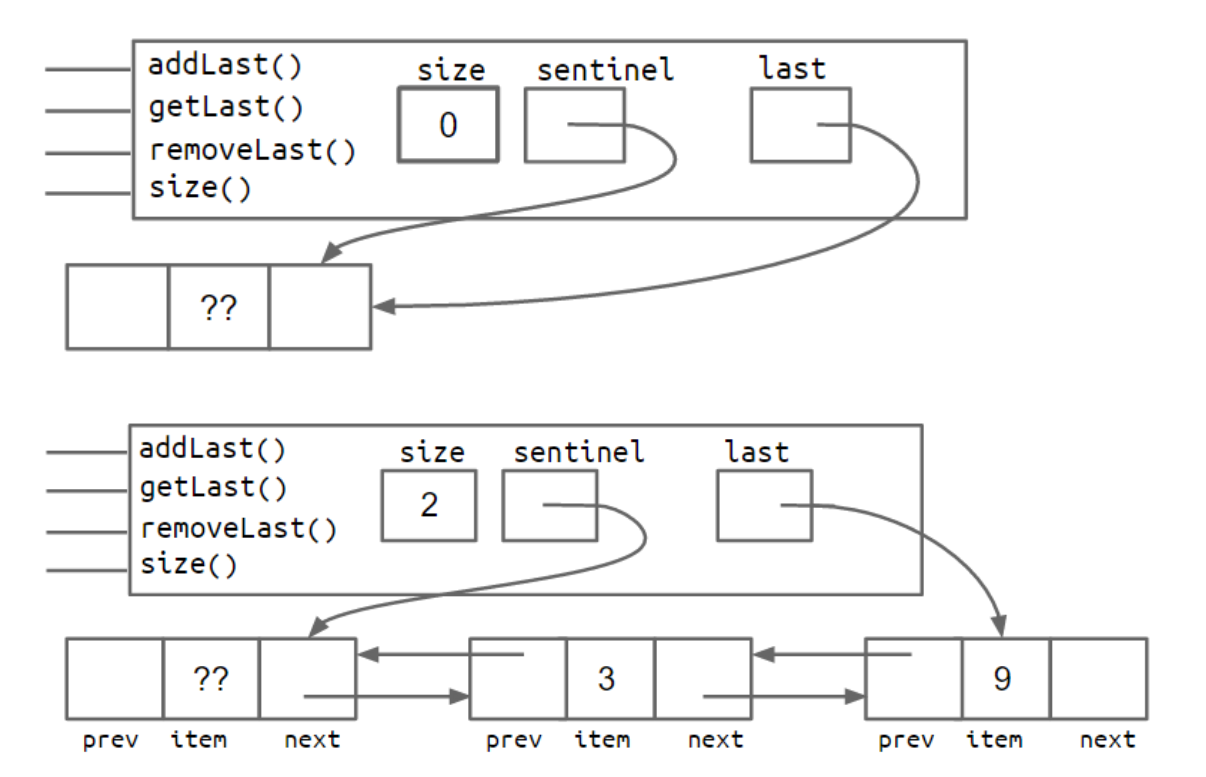 addLast() size sentinel last
getLast()
0
removeLast()
size()
??
addLast() size sentinel last
getLast()
2
removeLast()
size()
?? 3 9
prev item next prev item next prev item next